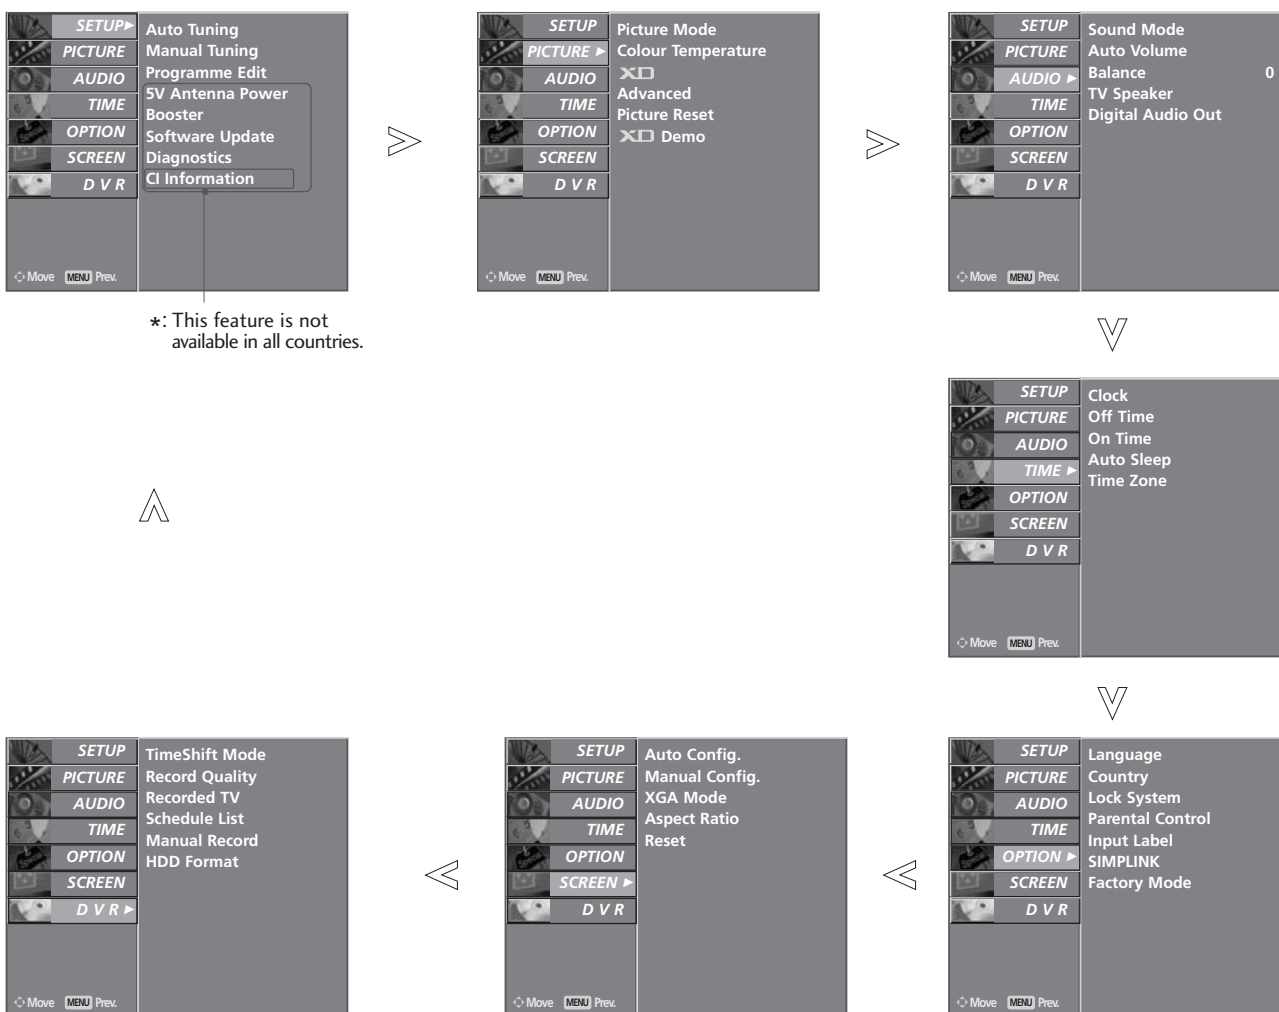 SETUP
PICTURE
AUDIO
TIME
OPTION
SCREEN
D V R
Auto Tuning
Manual Tuning
Programme Edit
5V Antenna Power
Booster
Software Update
Diagnostics
CI Information
Move MENU Prev.
*: This feature is not
available in all countries.
SETUP
PICTURE
AUDIO
TIME
OPTION
SCREEN
D V R
Picture Mode
Colour Temperature
XD
Advanced
Picture Reset
XD Demo
Move MENU Prev.
SETUP
PICTURE
AUDIO
TIME
OPTION
SCREEN
D V R
Sound Mode
Auto Volume
Balance 0
TV Speaker
Digital Audio Out
Move MENU Prev.
SETUP
PICTURE
AUDIO
TIME
OPTION
SCREEN
D V R
Clock
Off Time
On Time
Auto Sleep
Time Zone
Move MENU Prev.
SETUP
PICTURE
AUDIO
TIME
OPTION
SCREEN
D V R
TimeShift Mode
Record Quality
Recorded TV
Schedule List
Manual Record
HDD Format
Move MENU Prev.
SETUP
PICTURE
AUDIO
TIME
OPTION
SCREEN
D V R
Auto Config.
Manual Config.
XGA Mode
Aspect Ratio
Reset
Move MENU Prev.
SETUP
PICTURE
AUDIO
TIME
OPTION
SCREEN
D V R
Language
Country
Lock System
Parental Control
Input Label
SIMPLINK
Factory Mode
Move MENU Prev.